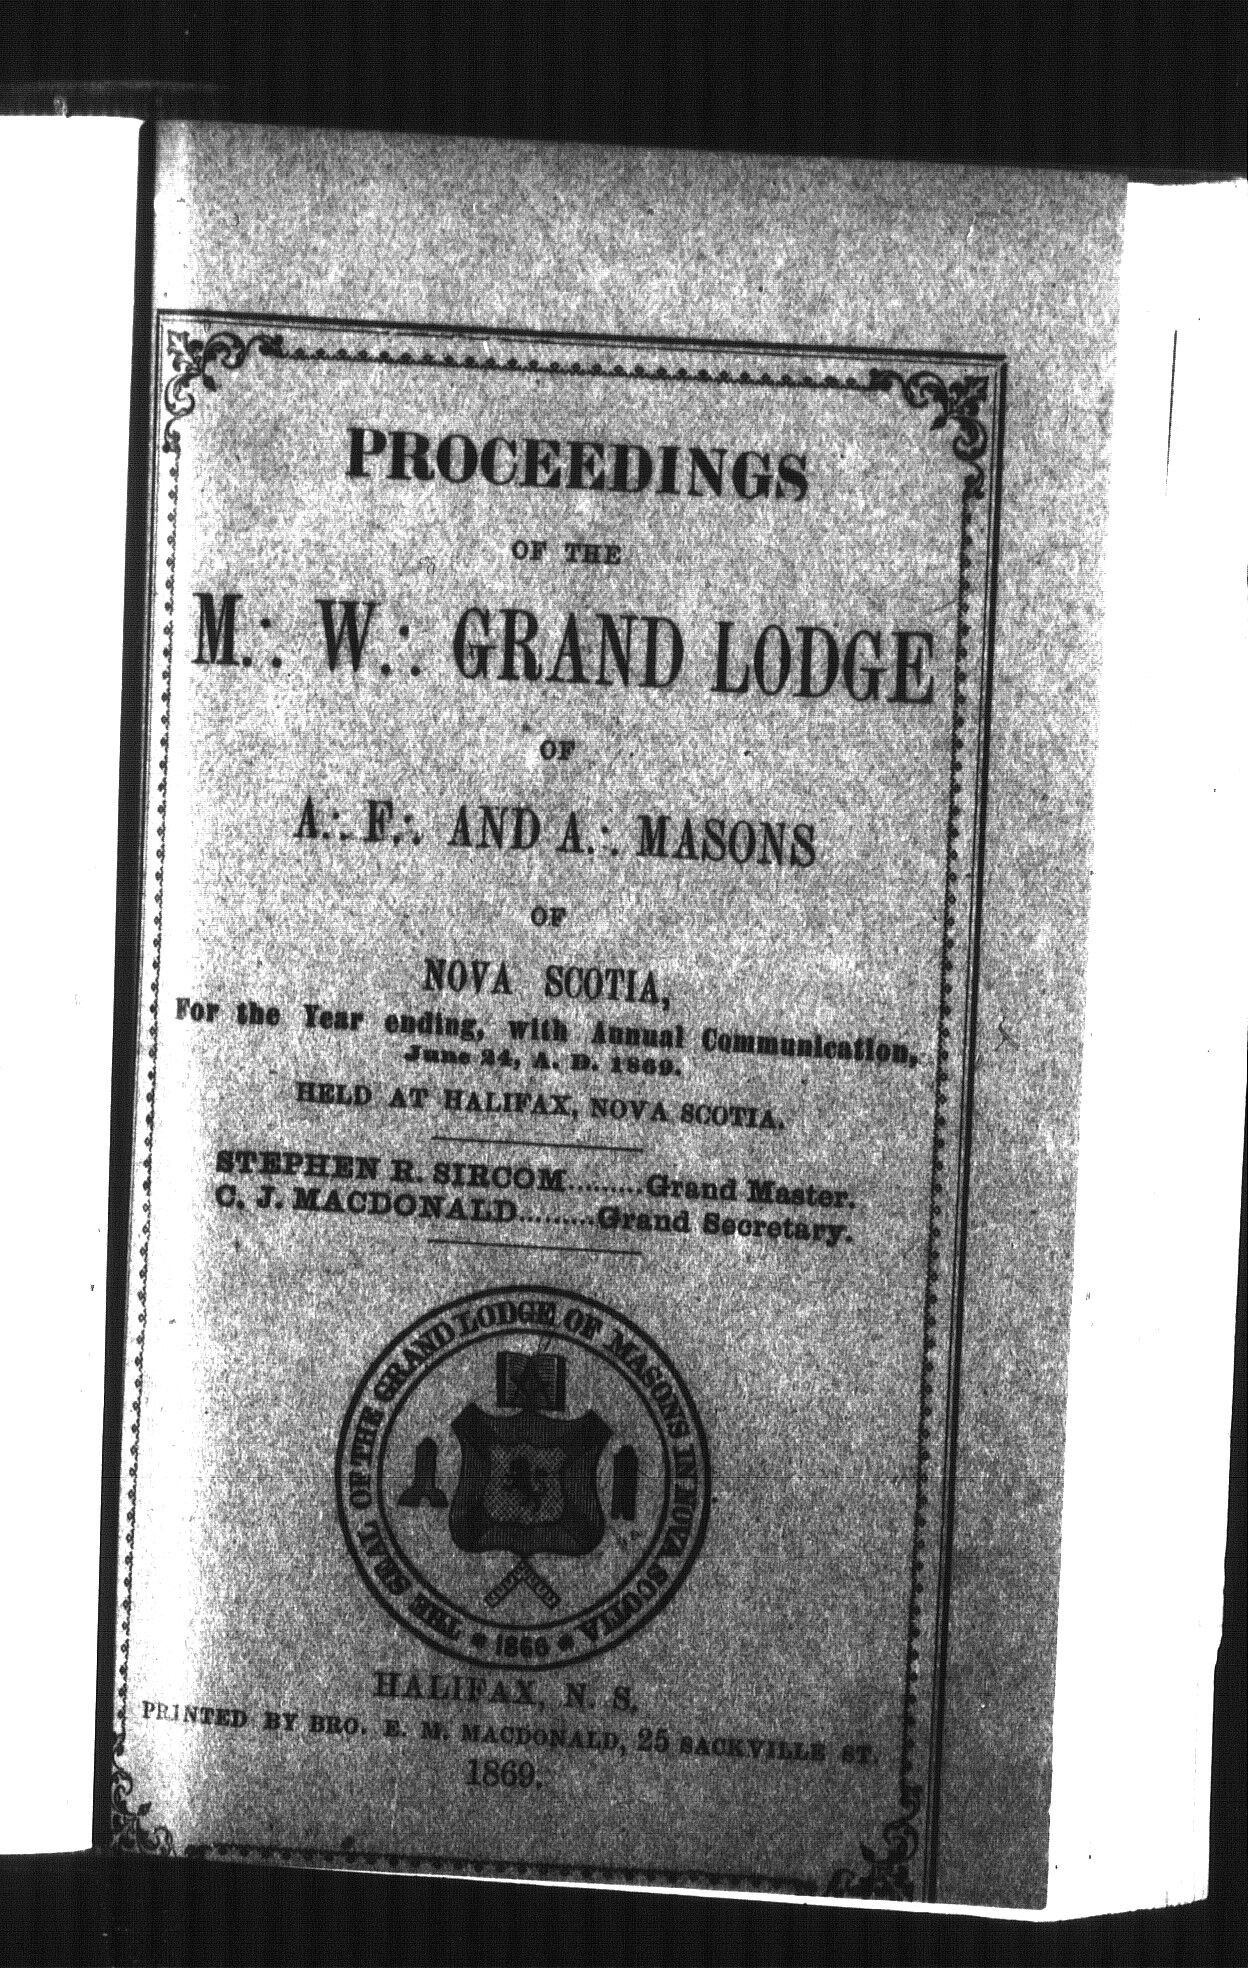 PROCEEDINGS
OF THE
M.∴ W.∴ GRAND LODGE
OF
A.∴ F.∴ AND A.∴ MASONS
OF
NOVA SCOTIA,
For the Year ending, with Annual Communication,
June 24, A. D. 1869.
HELD AT HALIFAX, NOVA SCOTIA.
STEPHEN R. SIRCOM.........Grand Master.
C. J. MACDONALD.........Grand Secretary.
THE SEAL OF THE GRAND LODGE OF MASONS IN NOVA SCOTIA
* 1866 *
HALIFAX, N. S.
PRINTED BY BRO. E. M. MACDONALD, 25 SACKVILLE ST.
1869.